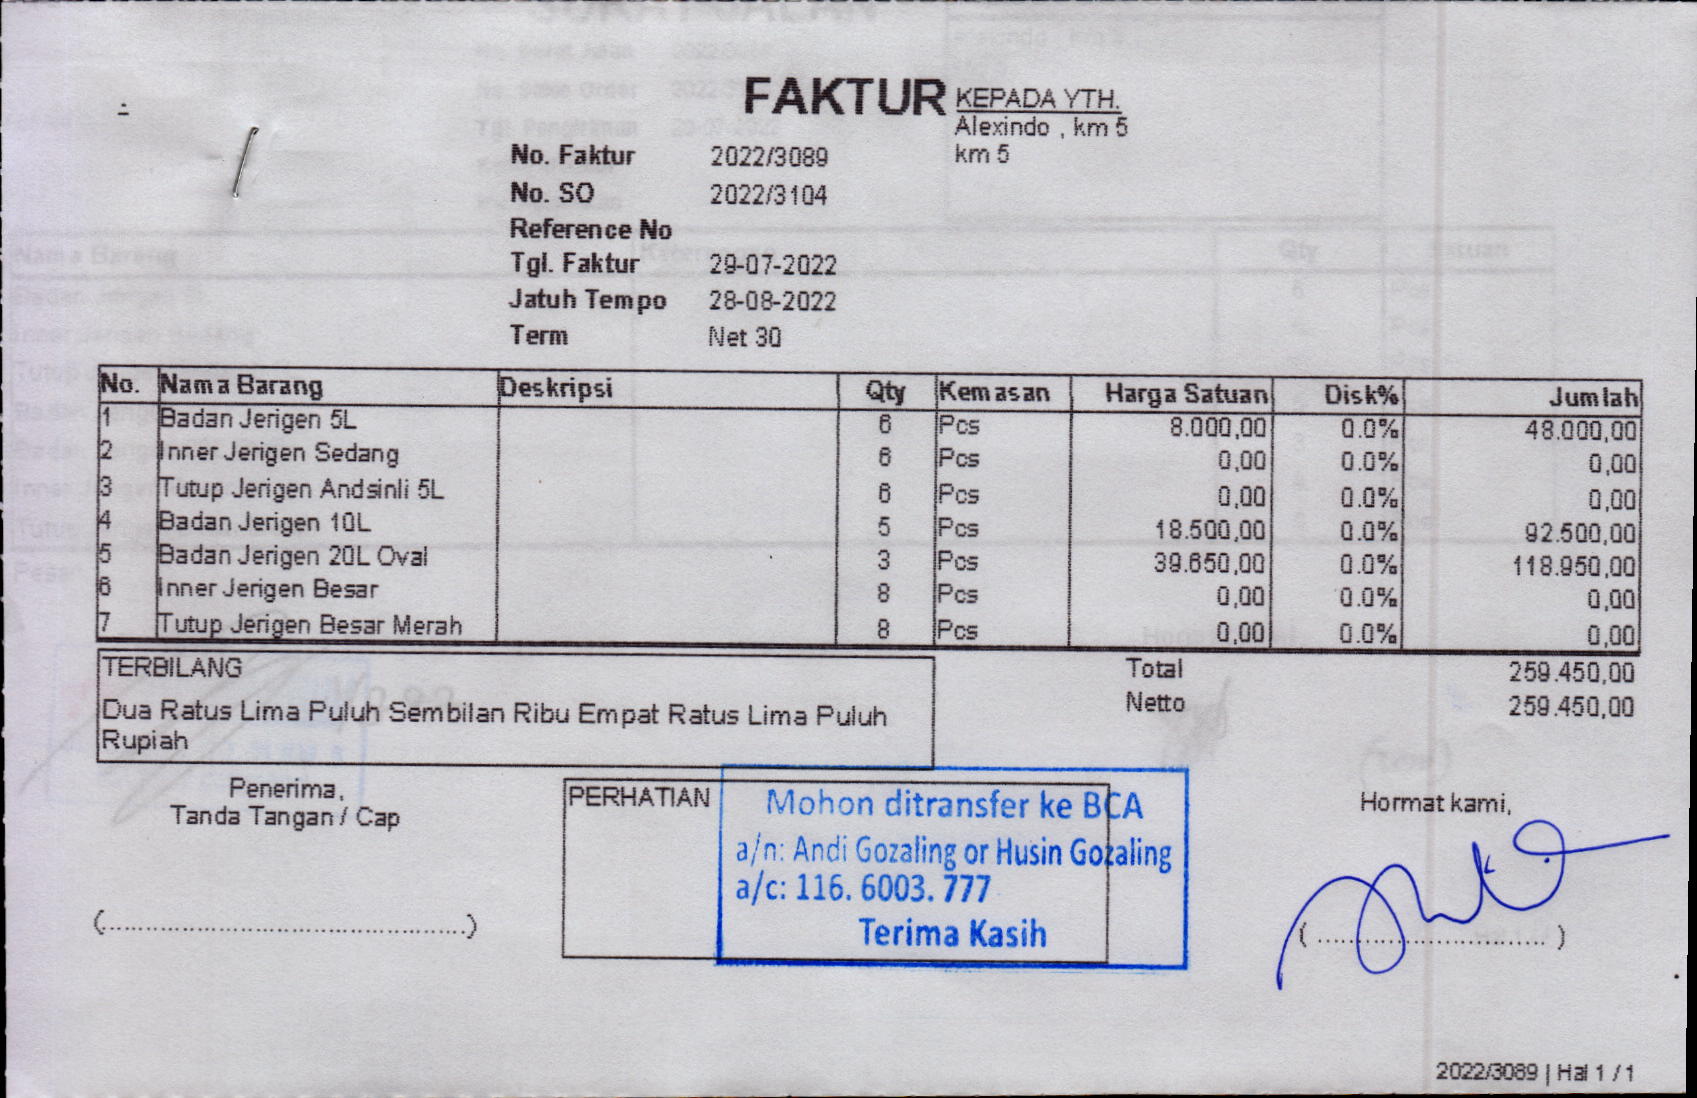 FAKTUR
KEPADA YTH.
Alexindo , km 5
km 5
No. Faktur 2022/3089
No. SO 2022/3104
Reference No
Tgl. Faktur 29-07-2022
Jatuh Tempo 28-08-2022
Term Net 30
No. Nama Barang Deskripsi Qty Kemasan Harga Satuan Disk% Jumlah
1 Badan Jerigen 5L 6 Pcs 8.000,00 0.0% 48.000,00
2 Inner Jerigen Sedang 6 Pcs 0,00 0.0% 0,00
3 Tutup Jerigen Andsinli 5L 6 Pcs 0,00 0.0% 0,00
4 Badan Jerigen 10L 5 Pcs 18.500,00 0.0% 92.500,00
5 Badan Jerigen 20L Oval 3 Pcs 39.650,00 0.0% 118.950,00
6 Inner Jerigen Besar 8 Pcs 0,00 0.0% 0,00
7 Tutup Jerigen Besar Merah 8 Pcs 0,00 0.0% 0,00
TERBILANG
Dua Ratus Lima Puluh Sembilan Ribu Empat Ratus Lima Puluh
Rupiah
Total 259.450,00
Netto 259.450,00
Penerima,
Tanda Tangan / Cap
(..............................................)
PERHATIAN
Mohon ditransfer ke BCA
a/n: Andi Gozaling or Husin Gozaling
a/c: 116. 6003. 777
Terima Kasih
Hormat kami,
( ............................. )
2022/3089 | Hal 1 / 1